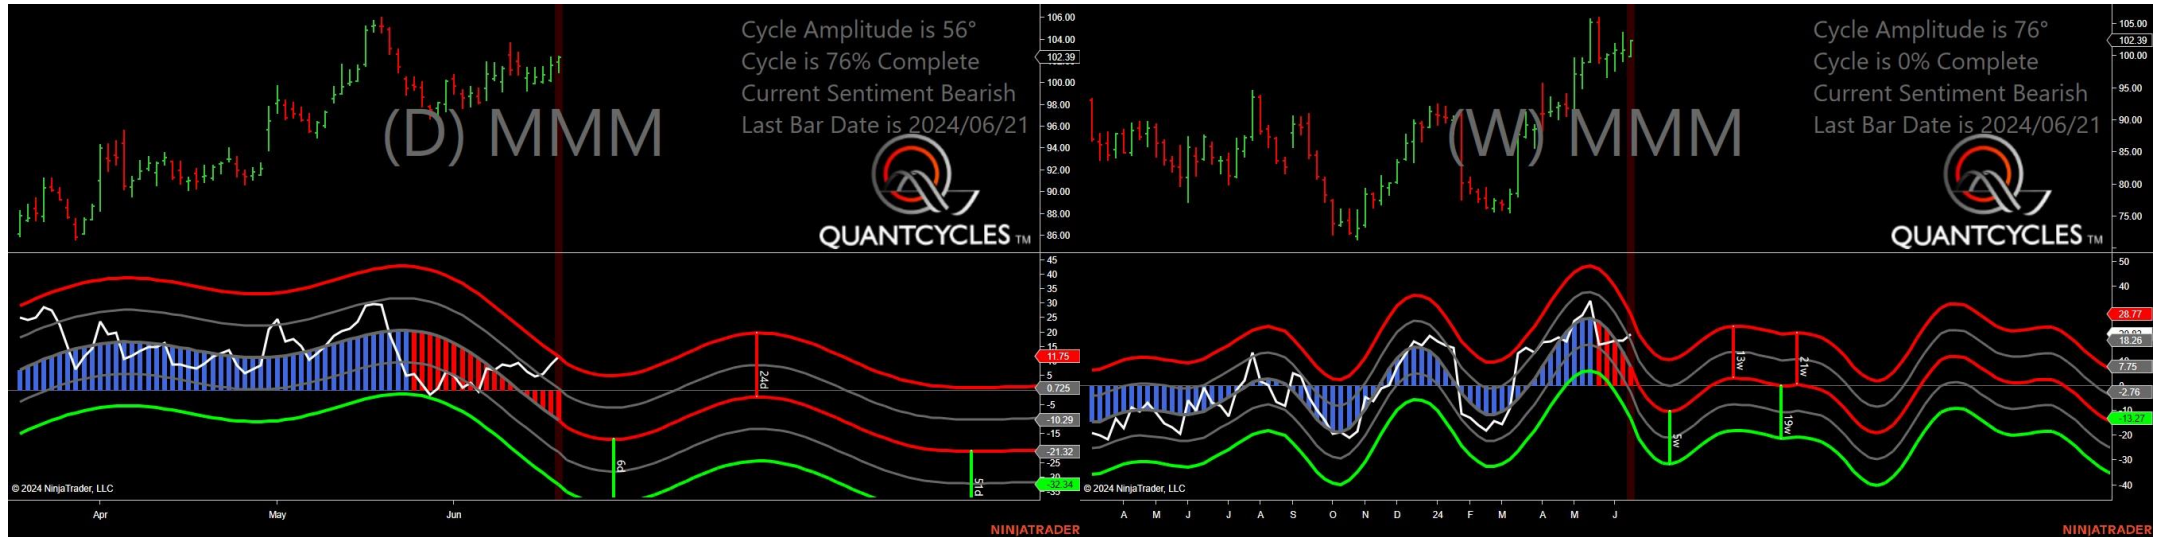 Cycle Amplitude is 56°
Cycle is 76% Complete
Current Sentiment Bearish
Last Bar Date is 2024/06/21
(D) MMM
QUANTCYCLES TM
106.00
104.00
102.39
100.00
98.00
96.00
94.00
92.00
90.00
88.00
86.00
45
40
35
30
25
20
15
11.75
5
0.725
-5
-10.29
-15
-21.32
-25
-32.34
24d
6d
51d
© 2024 NinjaTrader, LLC
Apr May Jun
NINJATRADER
Cycle Amplitude is 76°
Cycle is 0% Complete
Current Sentiment Bearish
Last Bar Date is 2024/06/21
(W) MMM
QUANTCYCLES TM
105.00
102.39
100.00
95.00
90.00
85.00
80.00
75.00
50
40
28.77
18.26
7.75
-2.76
-13.27
-20
-30
-40
13w
21w
5w
19w
© 2024 NinjaTrader, LLC
A M J J A S O N D 24 F M A M J
NINJATRADER